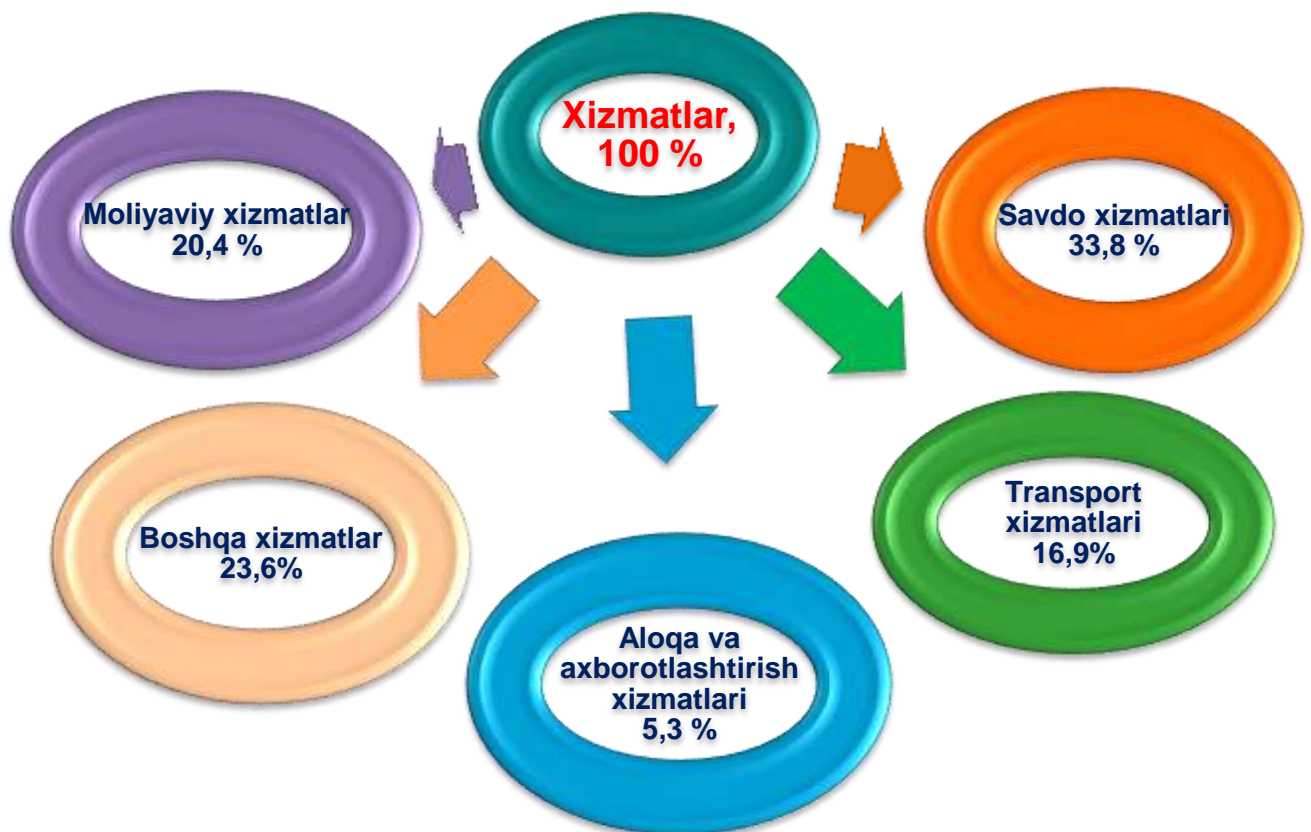 Xizmatlar,
100 %
Moliyaviy xizmatlar
20,4 %
Savdo xizmatlari
33,8 %
Boshqa xizmatlar
23,6%
Transport
xizmatlari
16,9%
Aloqa va
axborotlashtirish
xizmatlari
5,3 %